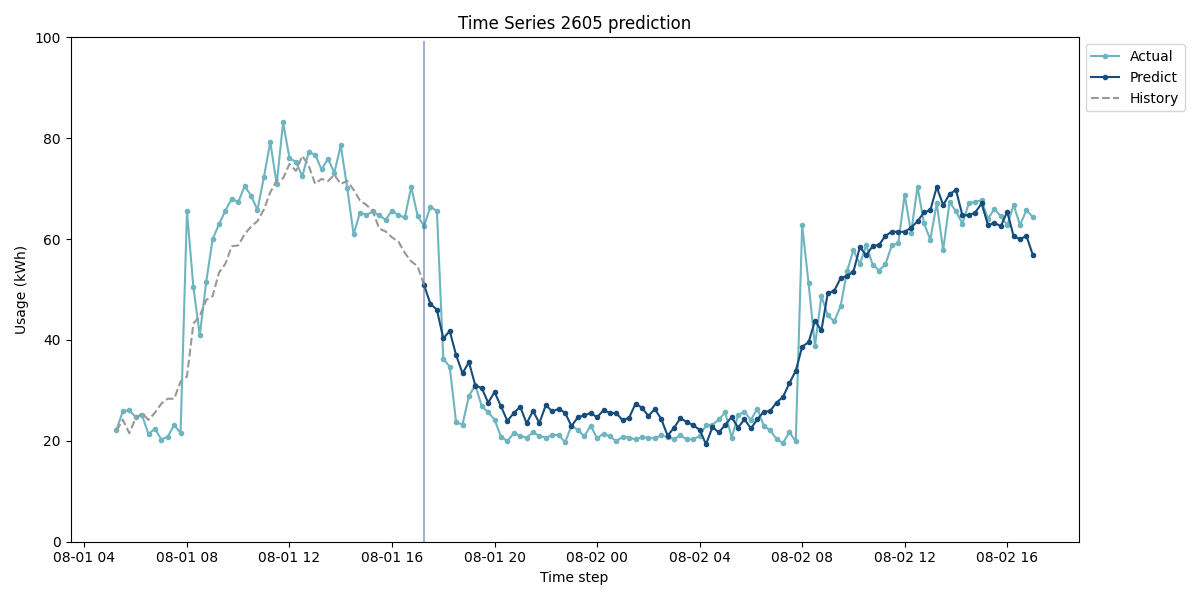 Time Series 2605 prediction
Usage (kWh)
100
80
60
40
20
0
08-01 04 08-01 08 08-01 12 08-01 16 08-01 20 08-02 00 08-02 04 08-02 08 08-02 12 08-02 16
Time step
Actual
Predict
History